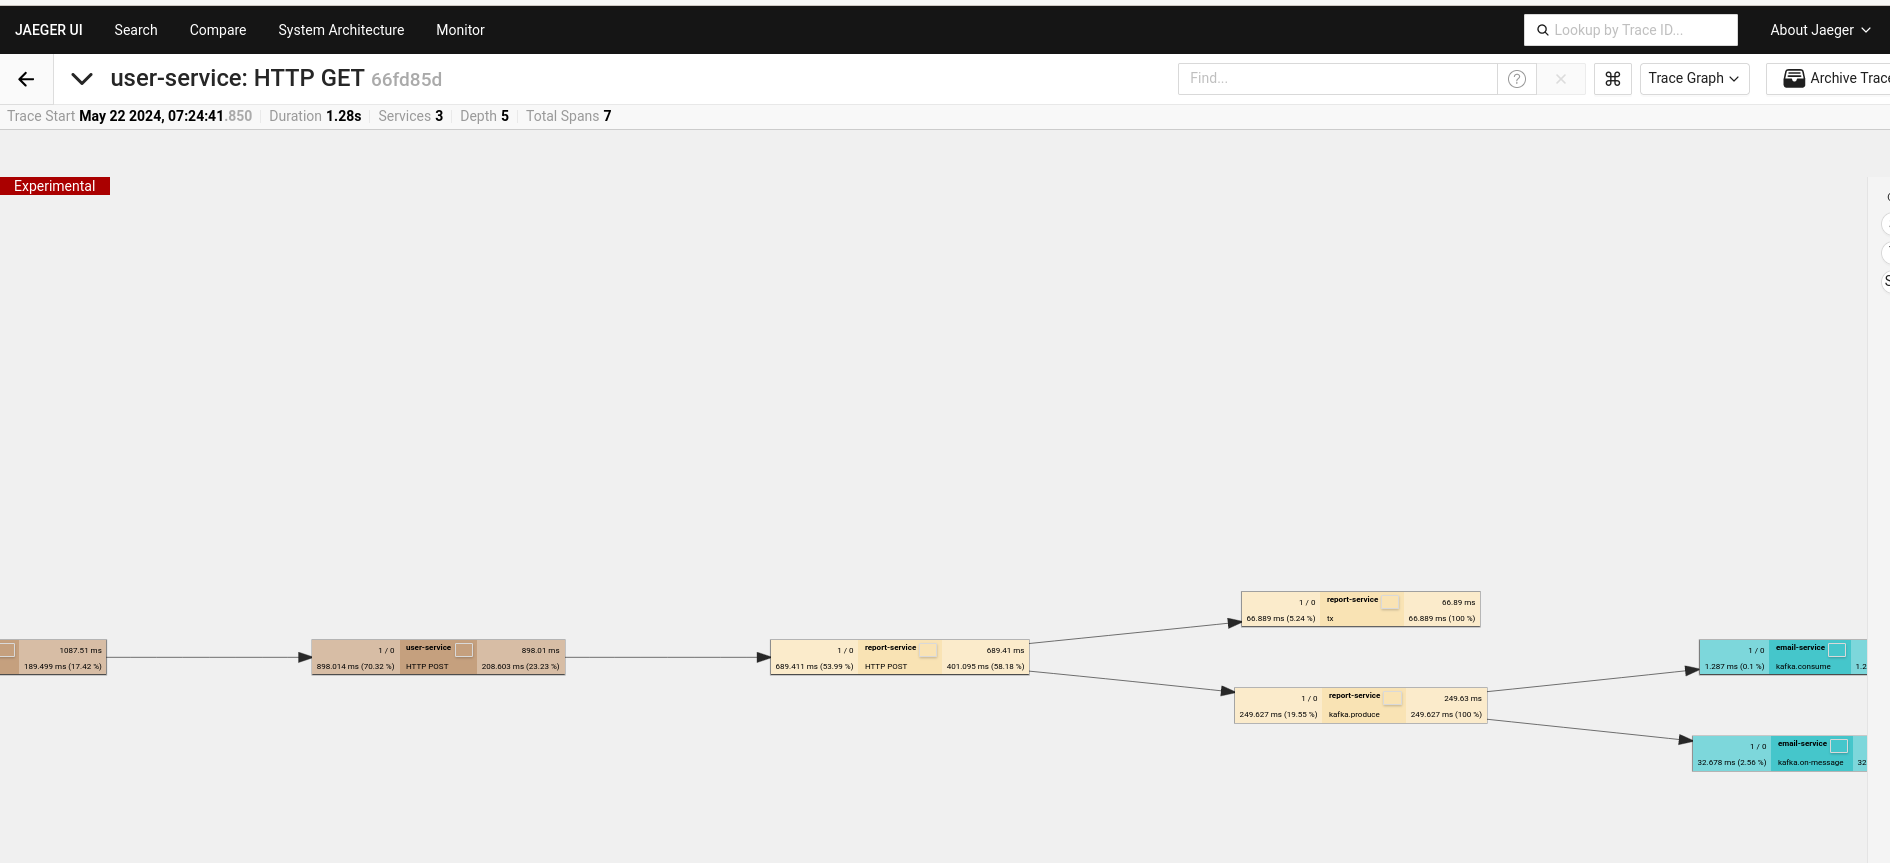 JAEGER UI Search Compare System Architecture Monitor Lookup by Trace ID... About Jaeger
user-service: HTTP GET 66fd85d Find... ? Trace Graph Archive Trace
Trace Start May 22 2024, 07:24:41.850 Duration 1.28s Services 3 Depth 5 Total Spans 7
Experimental
1087.51 ms
189.499 ms (17.42 %)
1 / 0 user-service 898.01 ms
898.014 ms (70.32 %) HTTP POST 208.603 ms (23.23 %)
1 / 0 report-service 689.41 ms
689.411 ms (53.99 %) HTTP POST 401.095 ms (58.18 %)
1 / 0 report-service 66.89 ms
66.889 ms (5.24 %) tx 66.889 ms (100 %)
1 / 0 report-service 249.63 ms
249.627 ms (19.55 %) kafka.produce 249.627 ms (100 %)
1 / 0 email-service
1.287 ms (0.1 %) kafka.consume 1.2
1 / 0 email-service
32.678 ms (2.56 %) kafka.on-message 32